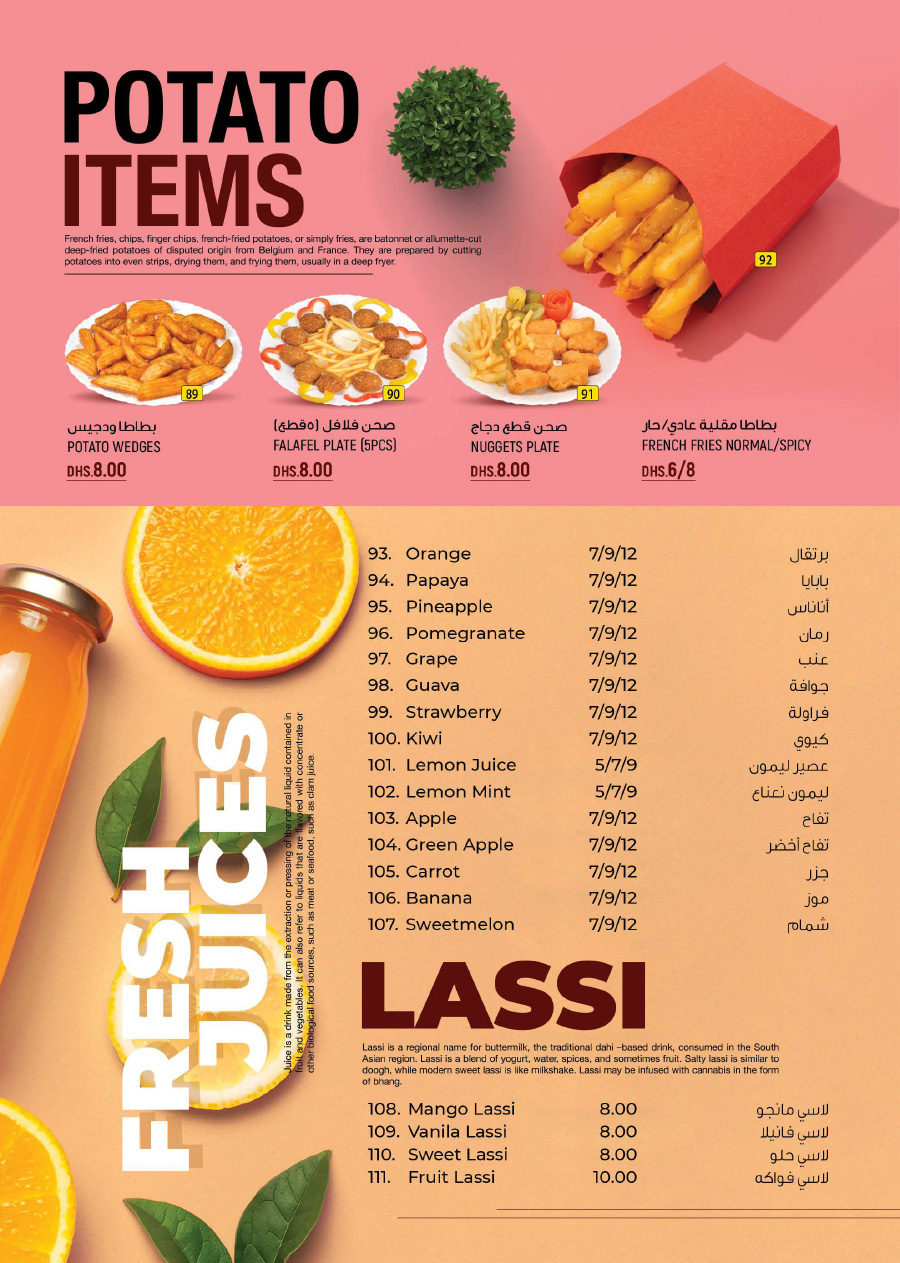 POTATO
ITEMS
French fries, chips, finger chips, french-fried potatoes, or simply fries, are batonnet or allumette-cut
deep-fried potatoes of disputed origin from Belgium and France. They are prepared by cutting
potatoes into even strips, drying them, and frying them, usually in a deep fryer.
92
89
90
91
بطاطا ودجيس
POTATO WEDGES
DHS.8.00
صحن فلافل (٥قطع)
FALAFEL PLATE (5PCS)
DHS.8.00
صحن قطع دجاج
NUGGETS PLATE
DHS.8.00
بطاطا مقلية عادي/حار
FRENCH FRIES NORMAL/SPICY
DHS.6/8
FRESH
JUICES
Juice is a drink made from the extraction or pressing of the natural liquid contained in
fruit and vegetables. It can also refer to liquids that are flavored with concentrate or
other biological food sources, such as meat or seafood, such as clam juice.
93. Orange 7/9/12 برتقال
94. Papaya 7/9/12 بابايا
95. Pineapple 7/9/12 أناناس
96. Pomegranate 7/9/12 رمان
97. Grape 7/9/12 عنب
98. Guava 7/9/12 جوافة
99. Strawberry 7/9/12 فراولة
100. Kiwi 7/9/12 كيوي
101. Lemon Juice 5/7/9 عصير ليمون
102. Lemon Mint 5/7/9 ليمون نعناع
103. Apple 7/9/12 تفاح
104. Green Apple 7/9/12 تفاح أخضر
105. Carrot 7/9/12 جزر
106. Banana 7/9/12 موز
107. Sweetmelon 7/9/12 شمام
LASSI
Lassi is a regional name for buttermilk, the traditional dahi –based drink, consumed in the South
Asian region. Lassi is a blend of yogurt, water, spices, and sometimes fruit. Salty lassi is similar to
doogh, while modern sweet lassi is like milkshake. Lassi may be infused with cannabis in the form
of bhang.
108. Mango Lassi 8.00 لاسي مانجو
109. Vanila Lassi 8.00 لاسي فانيلا
110. Sweet Lassi 8.00 لاسي حلو
111. Fruit Lassi 10.00 لاسي فواكه